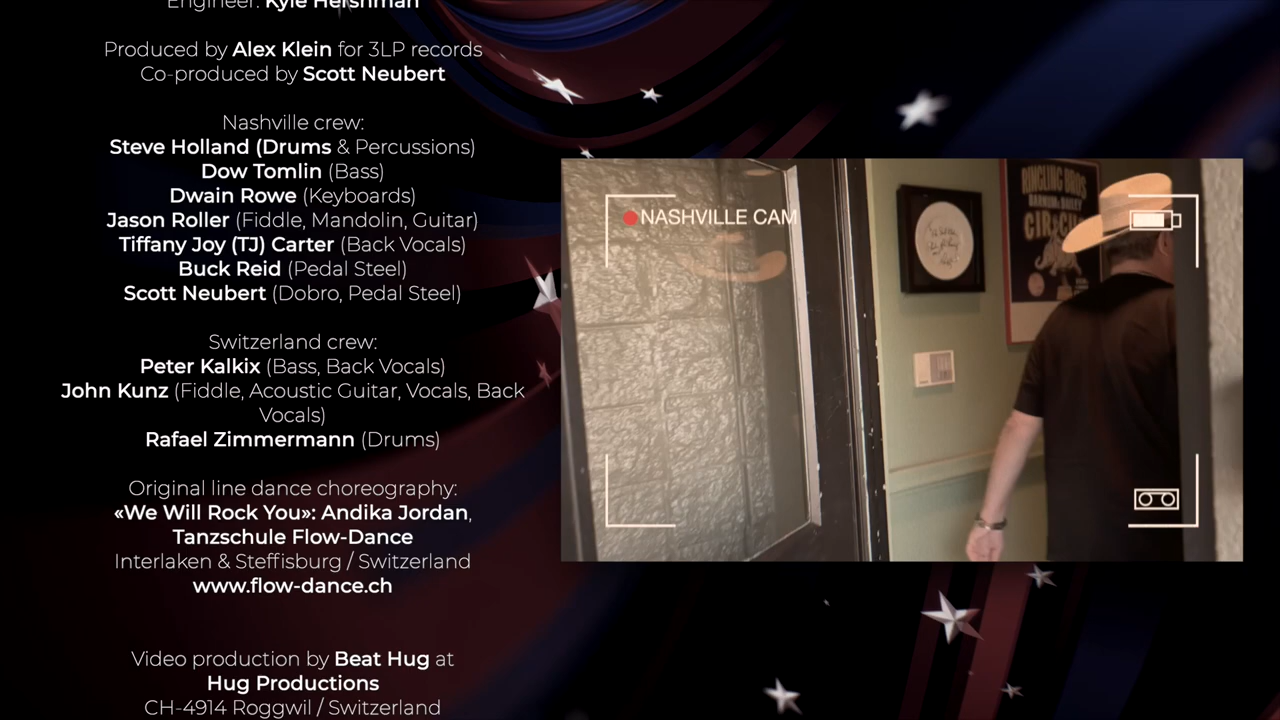 Engineer: Kyle Hershman
Produced by Alex Klein for 3LP records
Co-produced by Scott Neubert
Nashville crew:
Steve Holland (Drums & Percussions)
Dow Tomlin (Bass)
Dwain Rowe (Keyboards)
Jason Roller (Fiddle, Mandolin, Guitar)
Tiffany Joy (TJ) Carter (Back Vocals)
Buck Reid (Pedal Steel)
Scott Neubert (Dobro, Pedal Steel)
Switzerland crew:
Peter Kalkix (Bass, Back Vocals)
John Kunz (Fiddle, Acoustic Guitar, Vocals, Back
Vocals)
Rafael Zimmermann (Drums)
Original line dance choreography:
«We Will Rock You»: Andika Jordan,
Tanzschule Flow-Dance
Interlaken & Steffisburg / Switzerland
www.flow-dance.ch
Video production by Beat Hug at
Hug Productions
CH-4914 Roggwil / Switzerland
NASHVILLE CAM
RINGLING BROS
BARNUM & BAILEY
CIRCUS